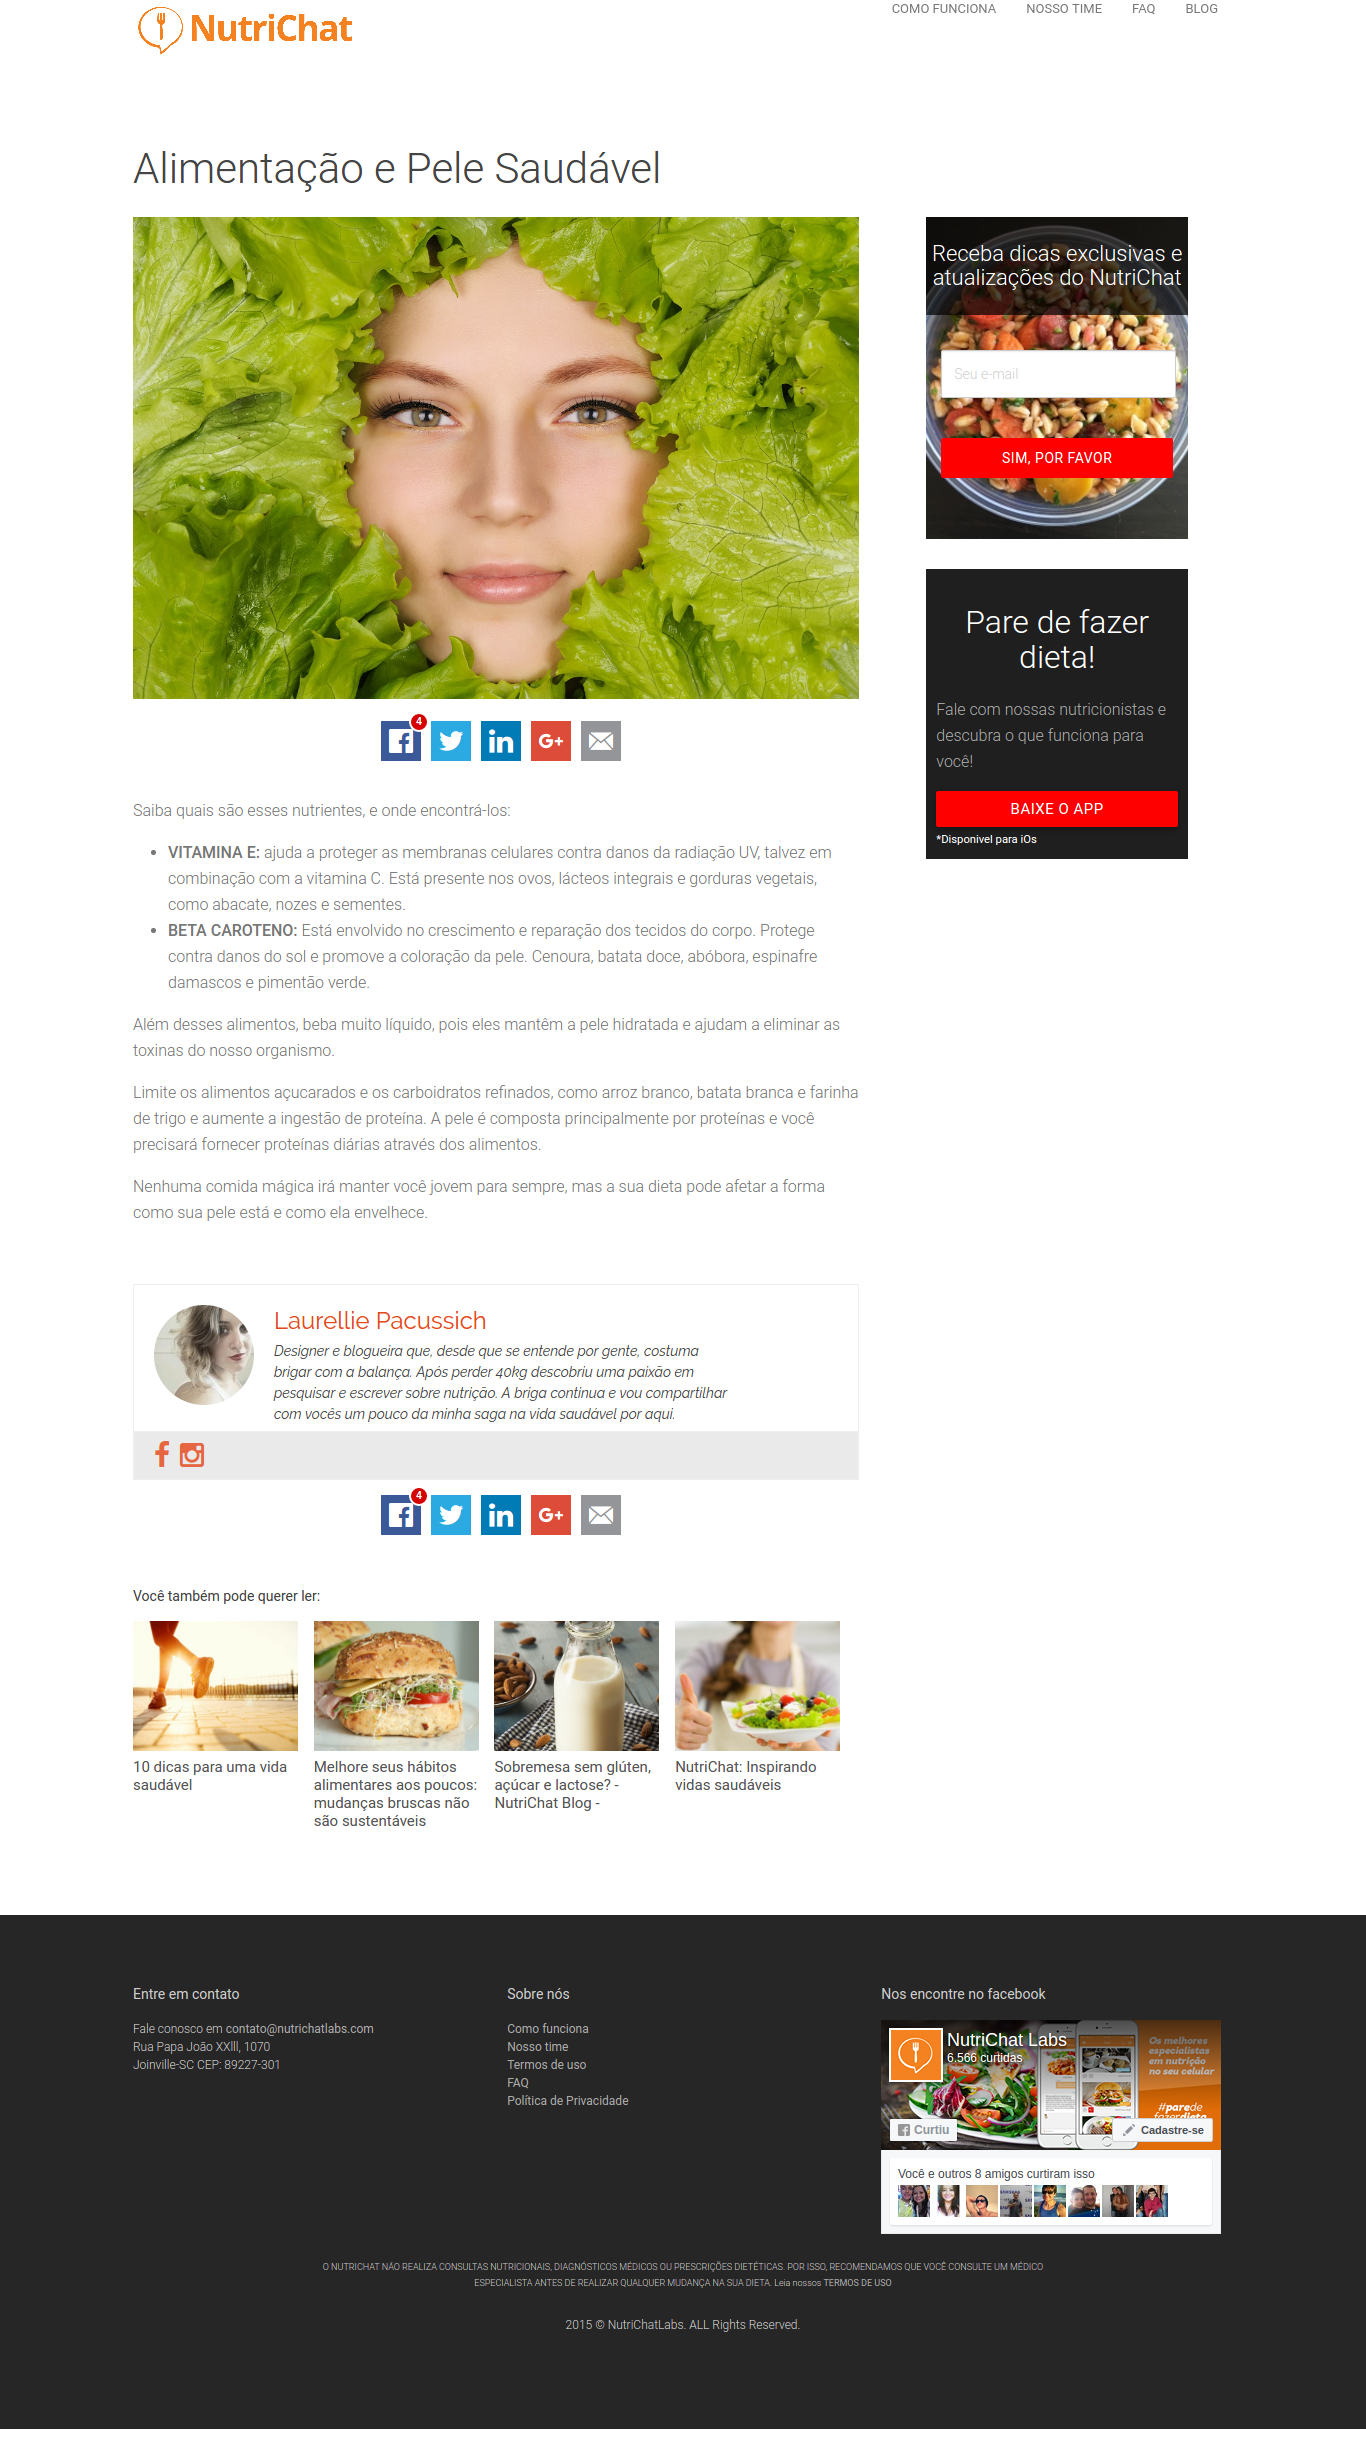 NutriChat
COMO FUNCIONA NOSSO TIME FAQ BLOG
Alimentação e Pele Saudável
Receba dicas exclusivas e
atualizações do NutriChat
Seu e-mail
SIM, POR FAVOR
Pare de fazer
dieta!
Fale com nossas nutricionistas e
descubra o que funciona para
você!
BAIXE O APP
*Disponivel para iOs
4
in
G+
Saiba quais são esses nutrientes, e onde encontrá-los:
• VITAMINA E: ajuda a proteger as membranas celulares contra danos da radiação UV, talvez em
combinação com a vitamina C. Está presente nos ovos, lácteos integrais e gorduras vegetais,
como abacate, nozes e sementes.
• BETA CAROTENO: Está envolvido no crescimento e reparação dos tecidos do corpo. Protege
contra danos do sol e promove a coloração da pele. Cenoura, batata doce, abóbora, espinafre
damascos e pimentão verde.
Além desses alimentos, beba muito líquido, pois eles mantêm a pele hidratada e ajudam a eliminar as
toxinas do nosso organismo.
Limite os alimentos açucarados e os carboidratos refinados, como arroz branco, batata branca e farinha
de trigo e aumente a ingestão de proteína. A pele é composta principalmente por proteínas e você
precisará fornecer proteínas diárias através dos alimentos.
Nenhuma comida mágica irá manter você jovem para sempre, mas a sua dieta pode afetar a forma
como sua pele está e como ela envelhece.
Laurellie Pacussich
Designer e blogueira que, desde que se entende por gente, costuma
brigar com a balança. Após perder 40kg descobriu uma paixão em
pesquisar e escrever sobre nutrição. A briga continua e vou compartilhar
com vocês um pouco da minha saga na vida saudável por aqui.
4
in
G+
Você também pode querer ler:
10 dicas para uma vida
saudável
Melhore seus hábitos
alimentares aos poucos:
mudanças bruscas não
são sustentáveis
Sobremesa sem glúten,
açúcar e lactose? -
NutriChat Blog -
NutriChat: Inspirando
vidas saudáveis
Entre em contato
Fale conosco em contato@nutrichatlabs.com
Rua Papa João XXlll, 1070
Joinville-SC CEP: 89227-301
Sobre nós
Como funciona
Nosso time
Termos de uso
FAQ
Política de Privacidade
Nos encontre no facebook
NutriChat Labs
6.566 curtidas
Os melhores
especialistas
em nutrição
no seu celular
#parede
fazerdieta
Curtiu
Cadastre-se
Você e outros 8 amigos curtiram isso
O NUTRICHAT NÃO REALIZA CONSULTAS NUTRICIONAIS, DIAGNÓSTICOS MÉDICOS OU PRESCRIÇÕES DIETÉTICAS. POR ISSO, RECOMENDAMOS QUE VOCÊ CONSULTE UM MÉDICO
ESPECIALISTA ANTES DE REALIZAR QUALQUER MUDANÇA NA SUA DIETA. Leia nossos TERMOS DE USO
2015 © NutriChatLabs. ALL Rights Reserved.